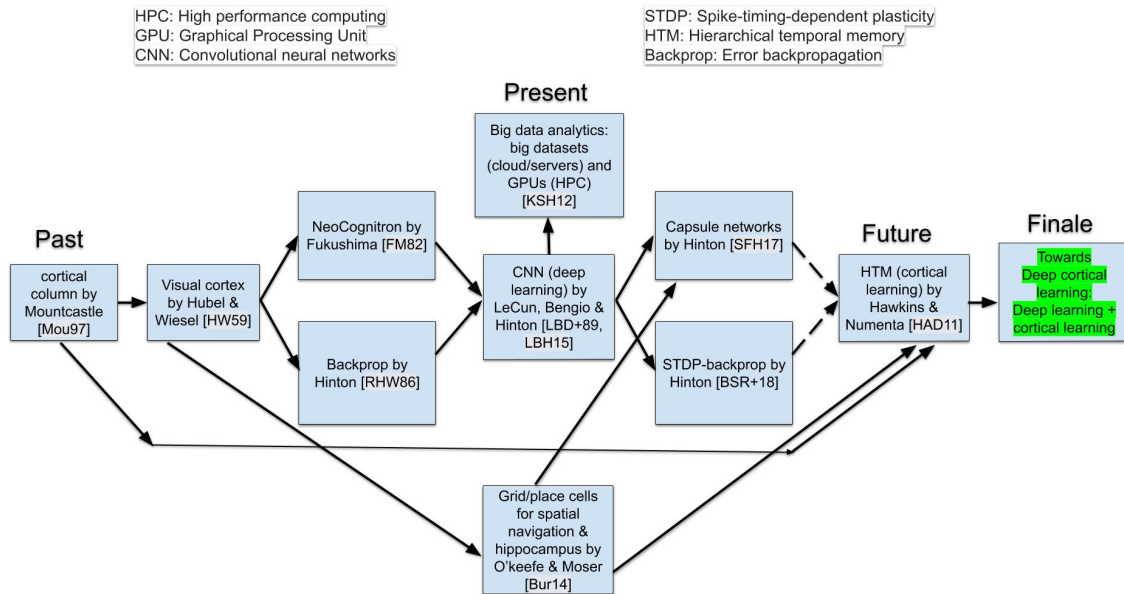 HPC: High performance computing
GPU: Graphical Processing Unit
CNN: Convolutional neural networks
STDP: Spike-timing-dependent plasticity
HTM: Hierarchical temporal memory
Backprop: Error backpropagation
Present
Big data analytics:
big datasets
(cloud/servers) and
GPUs (HPC)
[KSH12]
Past
cortical
column by
Mountcastle
[Mou97]
Visual cortex
by Hubel &
Wiesel [HW59]
NeoCognitron by
Fukushima [FM82]
Backprop by
Hinton [RHW86]
CNN (deep
learning) by
LeCun, Bengio &
Hinton [LBD+89,
LBH15]
Capsule networks
by Hinton [SFH17]
STDP-backprop by
Hinton [BSR+18]
Future
HTM (cortical
learning) by
Hawkins &
Numenta [HAD11]
Finale
Towards
Deep cortical
learning:
Deep learning +
cortical learning
Grid/place cells
for spatial
navigation &
hippocampus by
O'keefe & Moser
[Bur14]